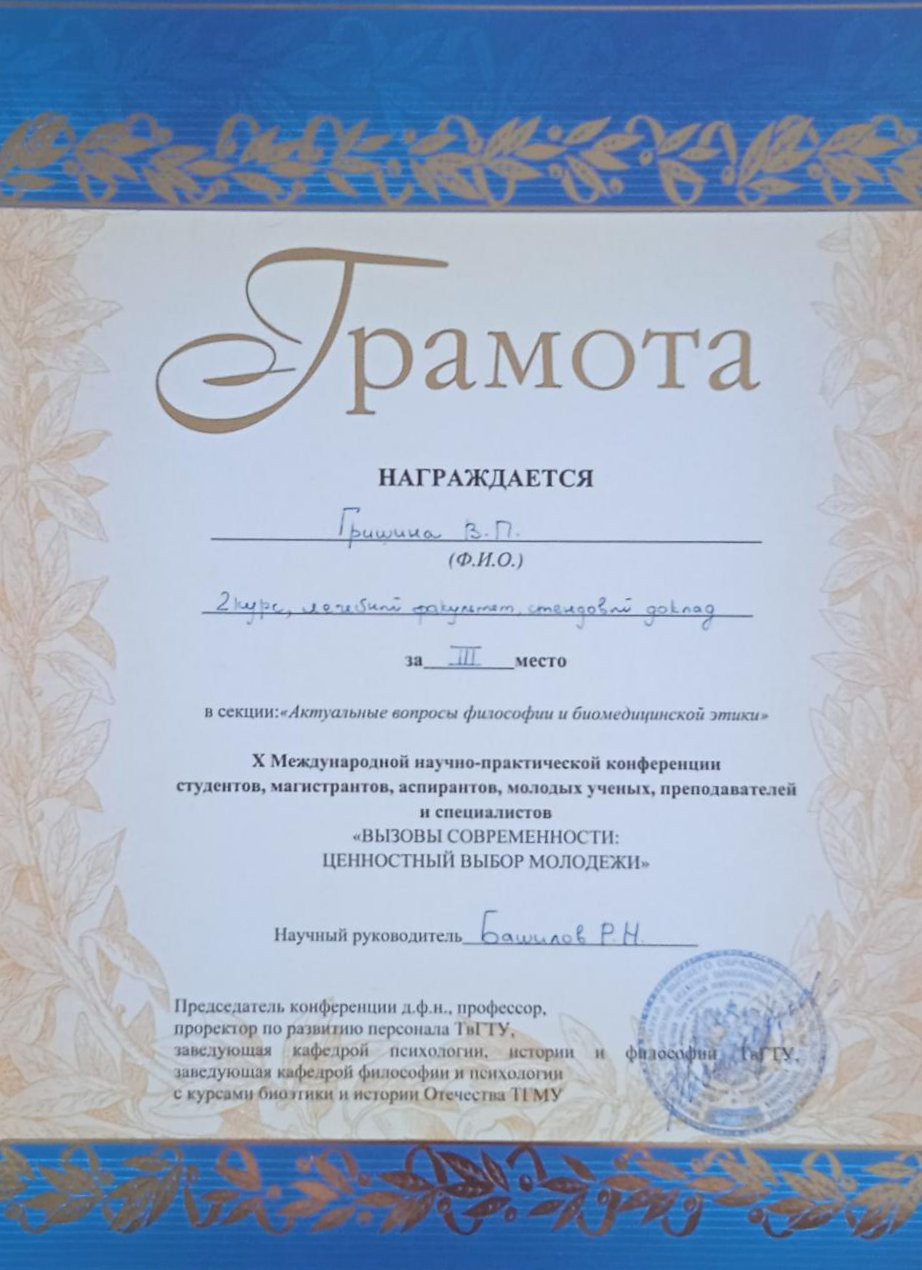 Грамота
НАГРАЖДАЕТСЯ
Гришина В.П.
(Ф.И.О.)
2 курс, лечебный факультет, стендовый доклад
за III место
в секции:«Актуальные вопросы философии и биомедицинской этики»
X Международной научно-практической конференции
студентов, магистрантов, аспирантов, молодых ученых, преподавателей
и специалистов
«ВЫЗОВЫ СОВРЕМЕННОСТИ:
ЦЕННОСТНЫЙ ВЫБОР МОЛОДЕЖИ»
Научный руководитель Башилов Р.Н.
Председатель конференции д.ф.н., профессор,
проректор по развитию персонала ТвГТУ,
заведующая кафедрой психологии, истории и философии ТвГТУ,
заведующая кафедрой философии и психологии
с курсами биоэтики и истории Отечества ТГМУ